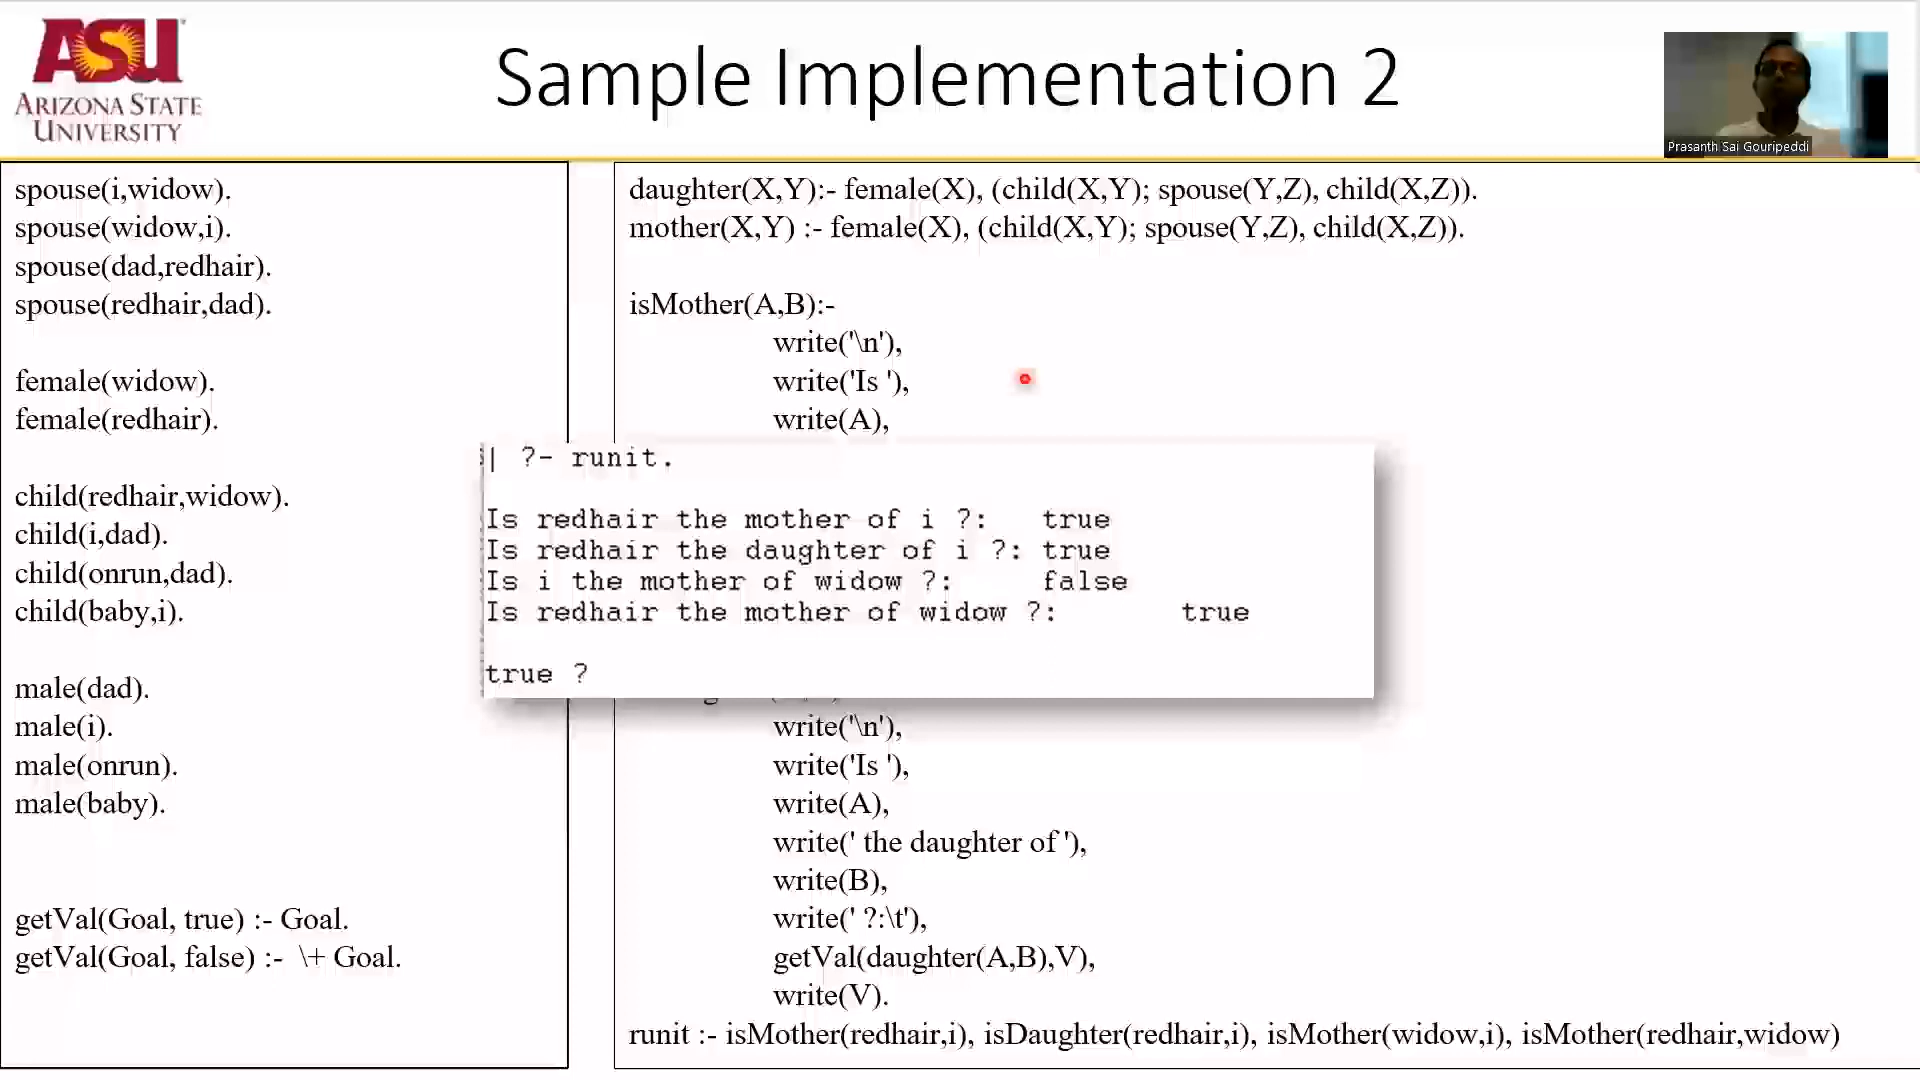 ASU
ARIZONA STATE
UNIVERSITY
Sample Implementation 2
Prasanth Sai Gouripeddi
spouse(i,widow).
spouse(widow,i).
spouse(dad,redhair).
spouse(redhair,dad).
female(widow).
female(redhair).
child(redhair,widow).
child(i,dad).
child(onrun,dad).
child(baby,i).
male(dad).
male(i).
male(onrun).
male(baby).
getVal(Goal, true) :- Goal.
getVal(Goal, false) :- \+ Goal.
daughter(X,Y):- female(X), (child(X,Y); spouse(Y,Z), child(X,Z)).
mother(X,Y) :- female(X), (child(X,Y); spouse(Y,Z), child(X,Z)).
isMother(A,B):-
write('\n'),
write('Is '),
write(A),
| ?- runit.
Is redhair the mother of i ?: true
Is redhair the daughter of i ?: true
Is i the mother of widow ?: false
Is redhair the mother of widow ?: true
true ?
write('\n'),
write('Is '),
write(A),
write(' the daughter of '),
write(B),
write(' ?:\t'),
getVal(daughter(A,B),V),
write(V).
runit :- isMother(redhair,i), isDaughter(redhair,i), isMother(widow,i), isMother(redhair,widow)